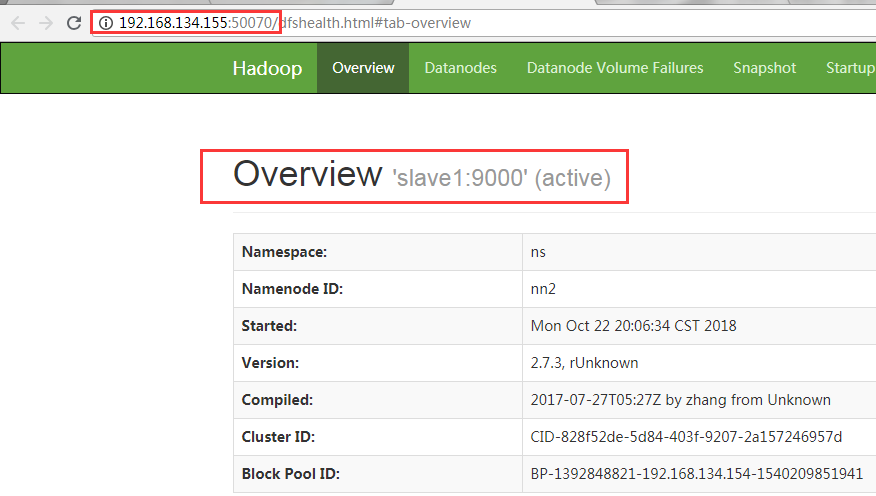 192.168.134.155:50070/dfshealth.html#tab-overview
Hadoop Overview Datanodes Datanode Volume Failures Snapshot Startup
Overview 'slave1:9000' (active)
Namespace: ns
Namenode ID: nn2
Started: Mon Oct 22 20:06:34 CST 2018
Version: 2.7.3, rUnknown
Compiled: 2017-07-27T05:27Z by zhang from Unknown
Cluster ID: CID-828f52de-5d84-403f-9207-2a157246957d
Block Pool ID: BP-1392848821-192.168.134.154-1540209851941